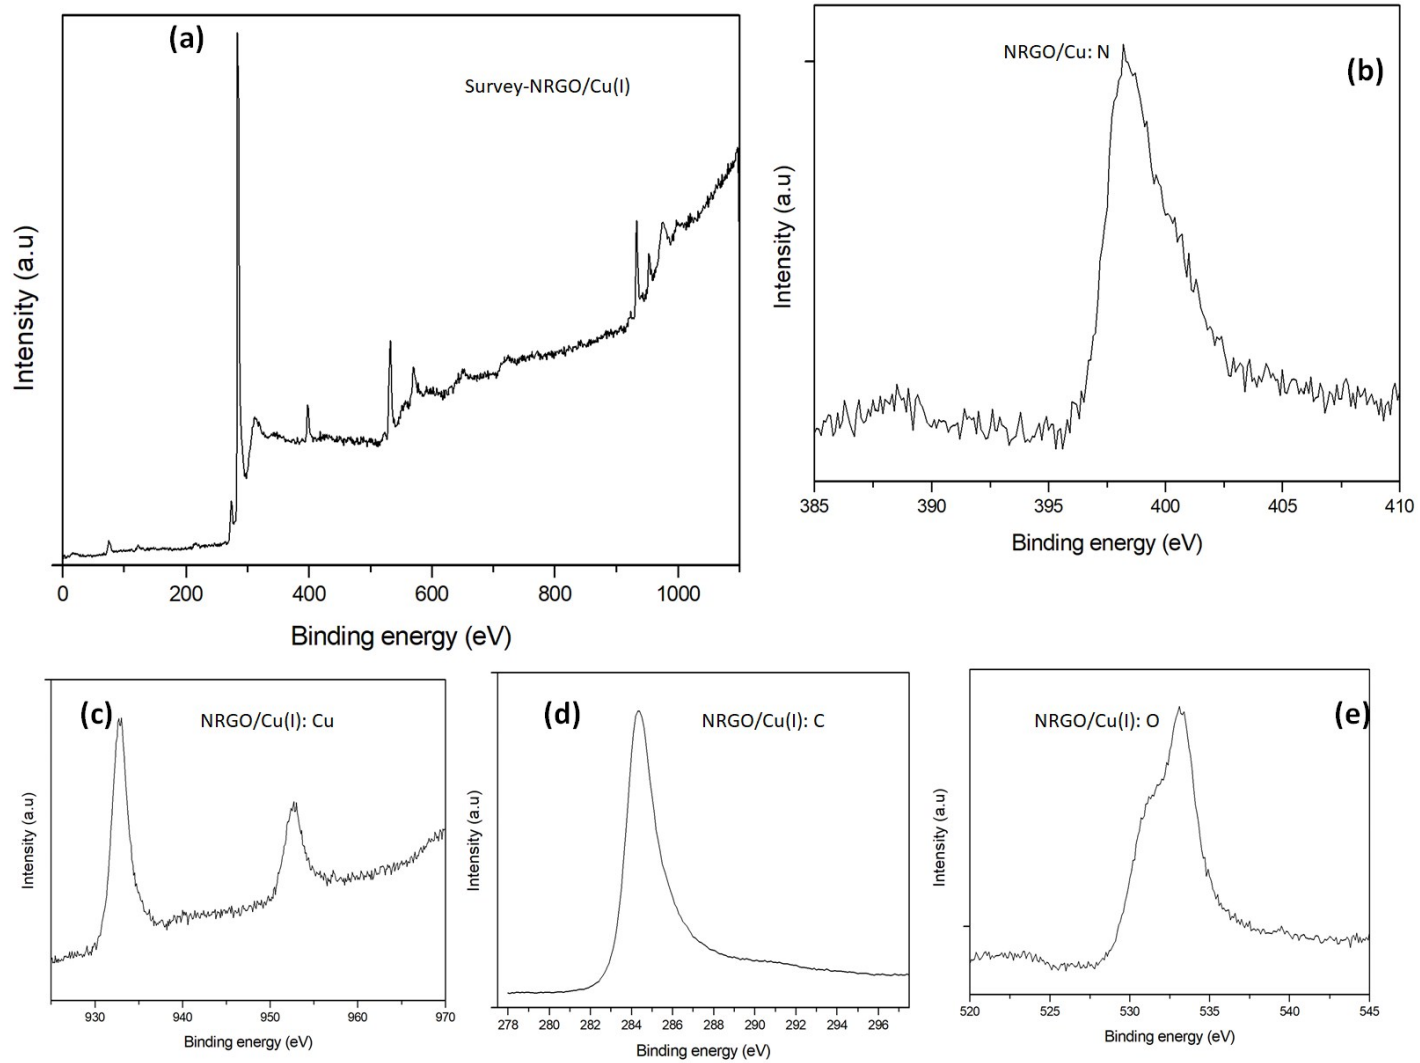 (a)
Survey-NRGO/Cu(I)
Intensity (a.u)
0 200 400 600 800 1000
Binding energy (eV)
NRGO/Cu: N
(b)
Intensity (a.u)
385 390 395 400 405 410
Binding energy (eV)
(c)
NRGO/Cu(I): Cu
Intensity (a.u)
930 940 950 960 970
Binding energy (eV)
(d)
NRGO/Cu(I): C
Intensity (a.u)
278 280 282 284 286 288 290 292 294 296
Binding energy (eV)
NRGO/Cu(I): O
(e)
Intensity (a.u)
520 525 530 535 540 545
Binding energy (eV)